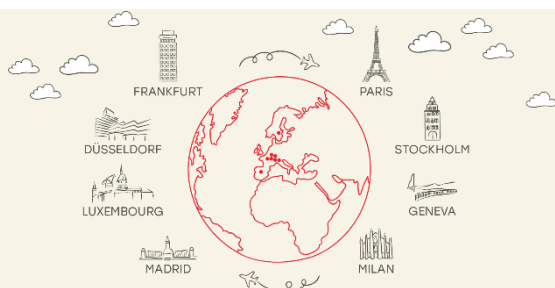 FRANKFURT
PARIS
DÜSSELDORF
STOCKHOLM
LUXEMBOURG
GENEVA
MADRID
MILAN